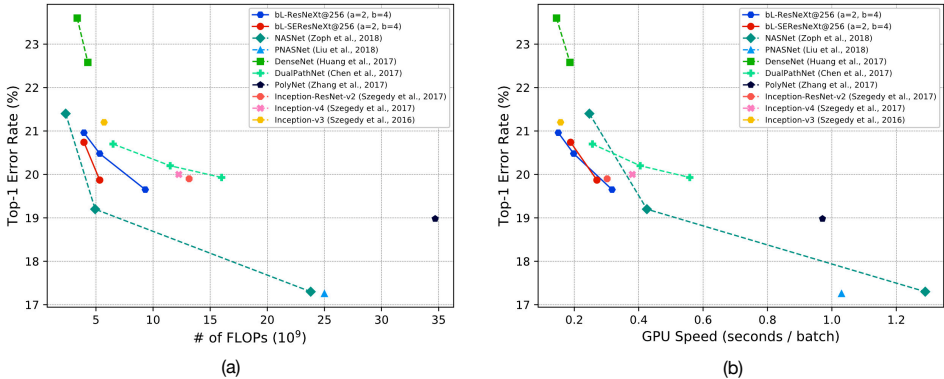 bL-ResNeXt@256 (a=2, b=4)
bL-SEResNeXt@256 (a=2, b=4)
NASNet (Zoph et al., 2018)
PNASNet (Liu et al., 2018)
DenseNet (Huang et al., 2017)
DualPathNet (Chen et al., 2017)
PolyNet (Zhang et al., 2017)
Inception-ResNet-v2 (Szegedy et al., 2017)
Inception-v4 (Szegedy et al., 2017)
Inception-v3 (Szegedy et al., 2016)
Top-1 Error Rate (%)
23
22
21
20
19
18
17
5
10
15
20
25
30
35
# of FLOPs (10⁹)
(a)
bL-ResNeXt@256 (a=2, b=4)
bL-SEResNeXt@256 (a=2, b=4)
NASNet (Zoph et al., 2018)
PNASNet (Liu et al., 2018)
DenseNet (Huang et al., 2017)
DualPathNet (Chen et al., 2017)
PolyNet (Zhang et al., 2017)
Inception-ResNet-v2 (Szegedy et al., 2017)
Inception-v4 (Szegedy et al., 2017)
Inception-v3 (Szegedy et al., 2016)
Top-1 Error Rate (%)
23
22
21
20
19
18
17
0.2
0.4
0.6
0.8
1.0
1.2
GPU Speed (seconds / batch)
(b)